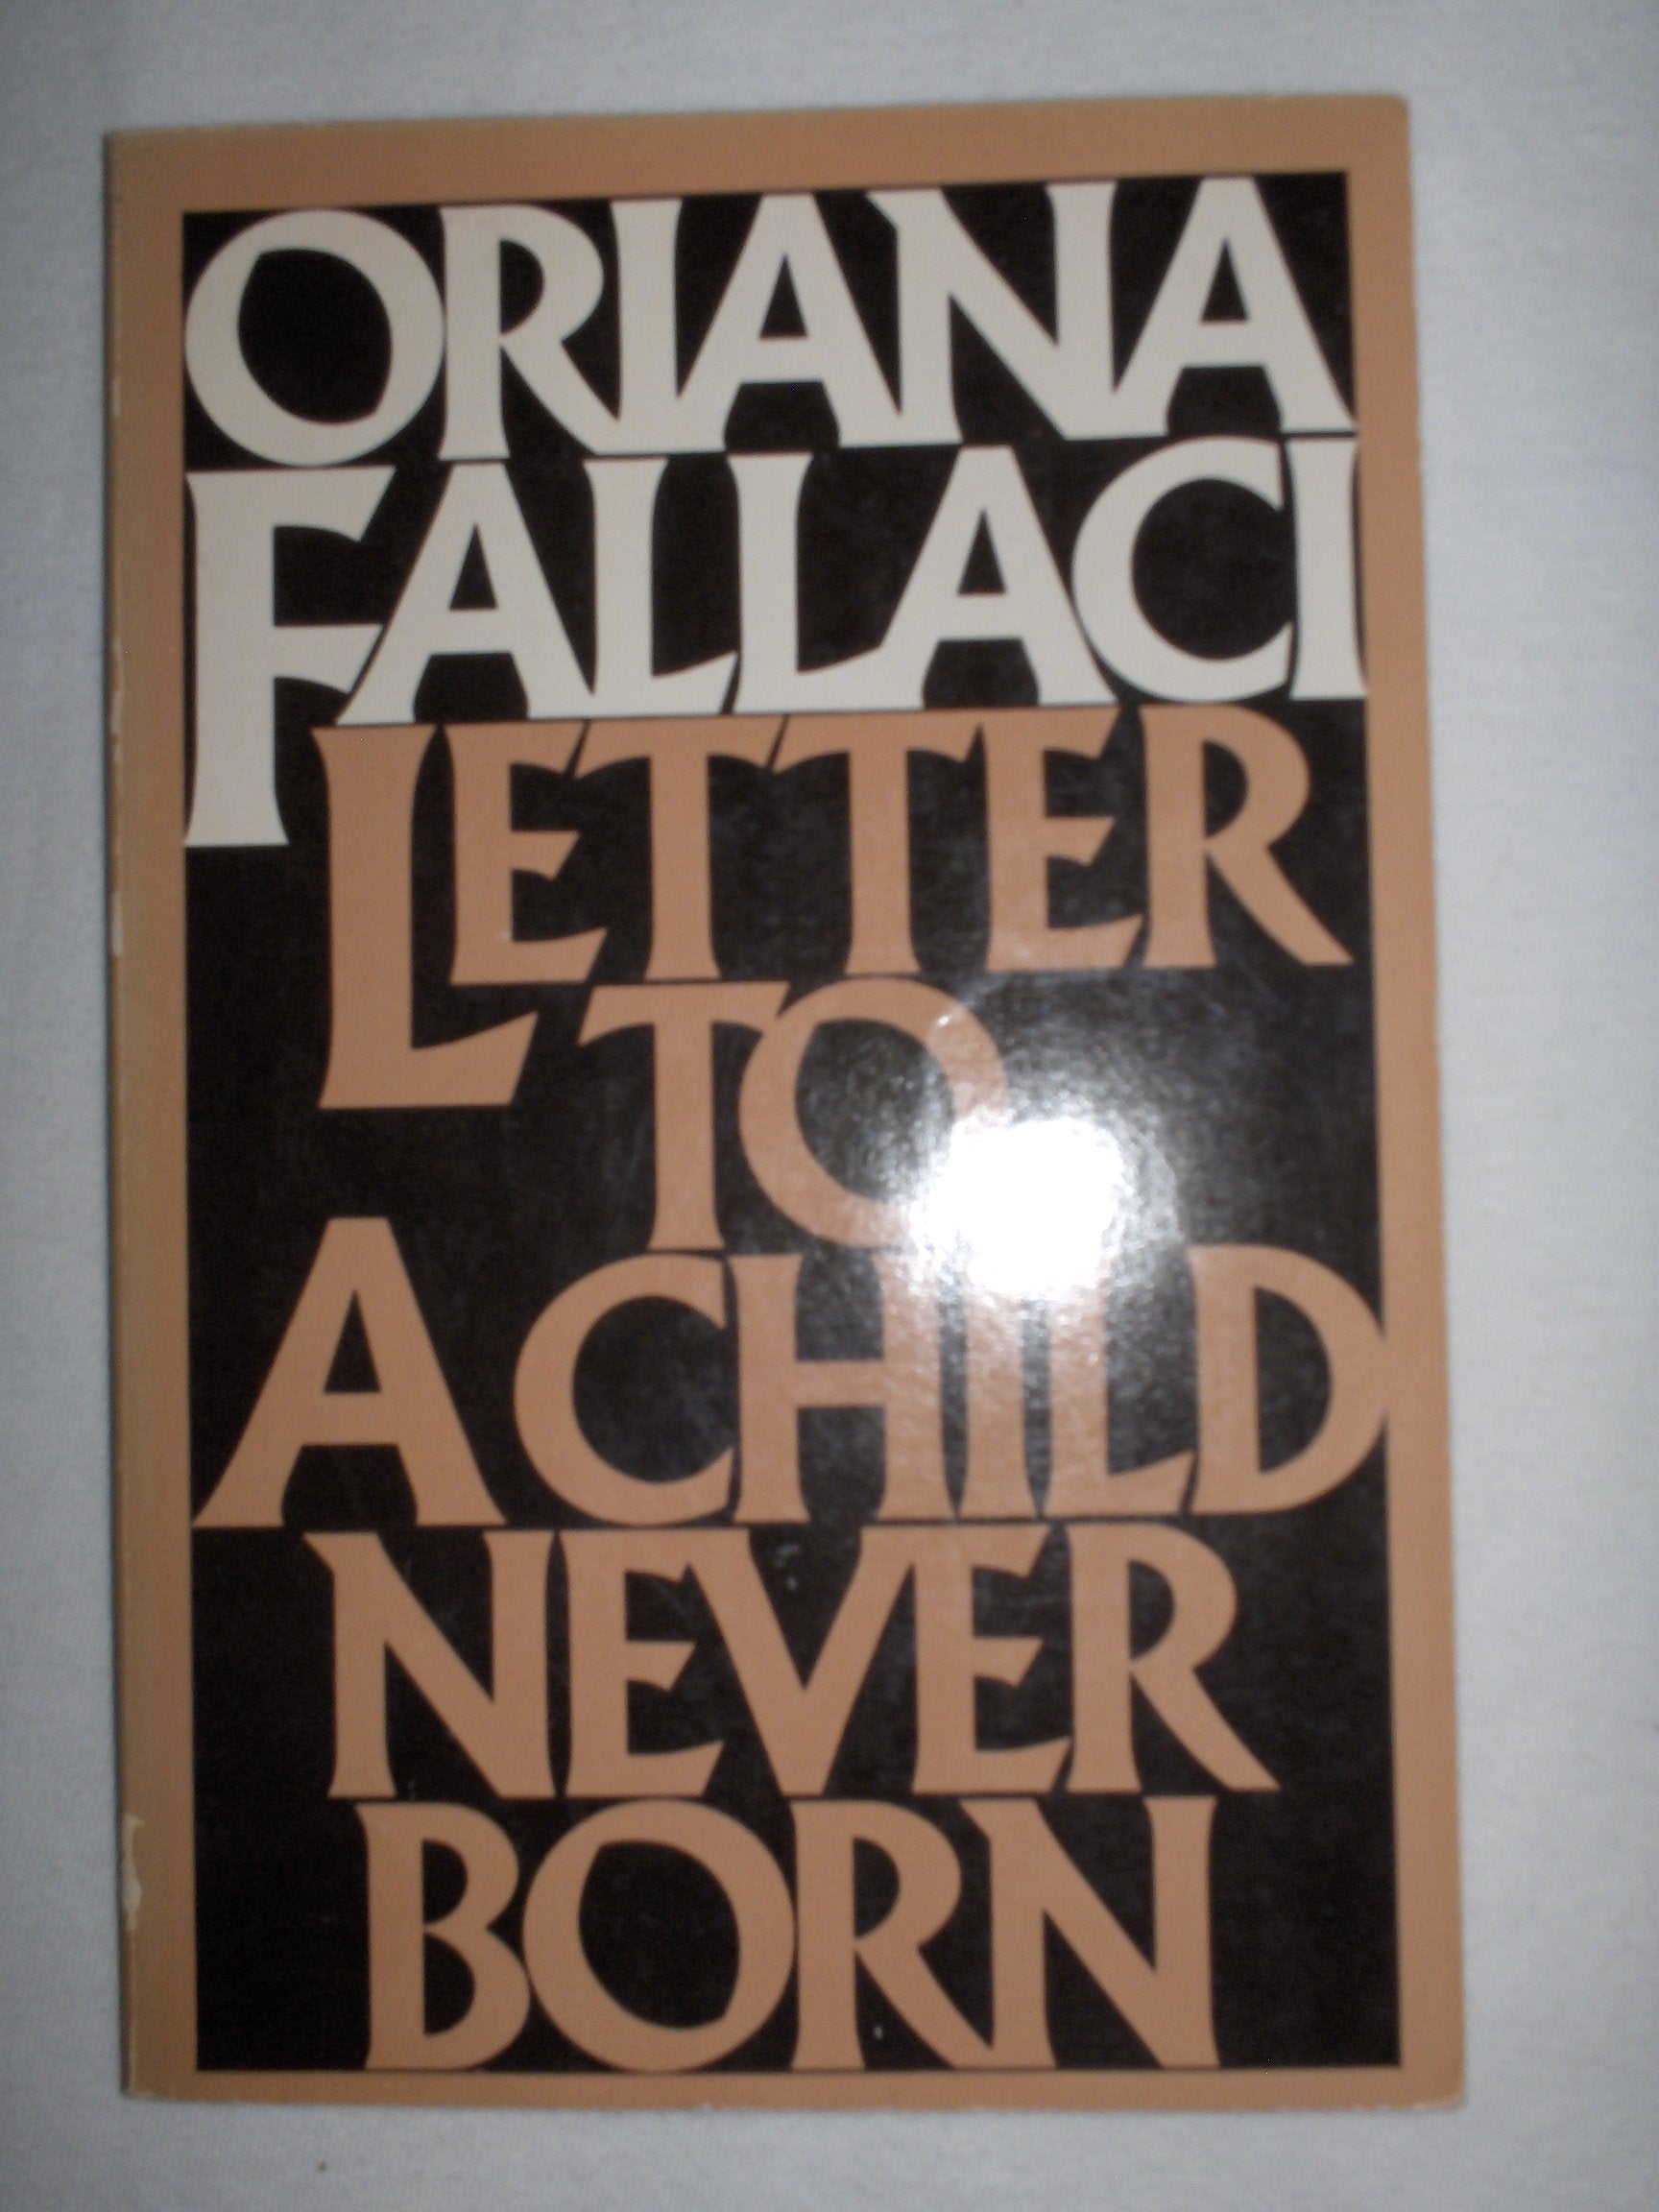 ORIANA
FALLACI
LETTER
TO
A CHILD
NEVER
BORN